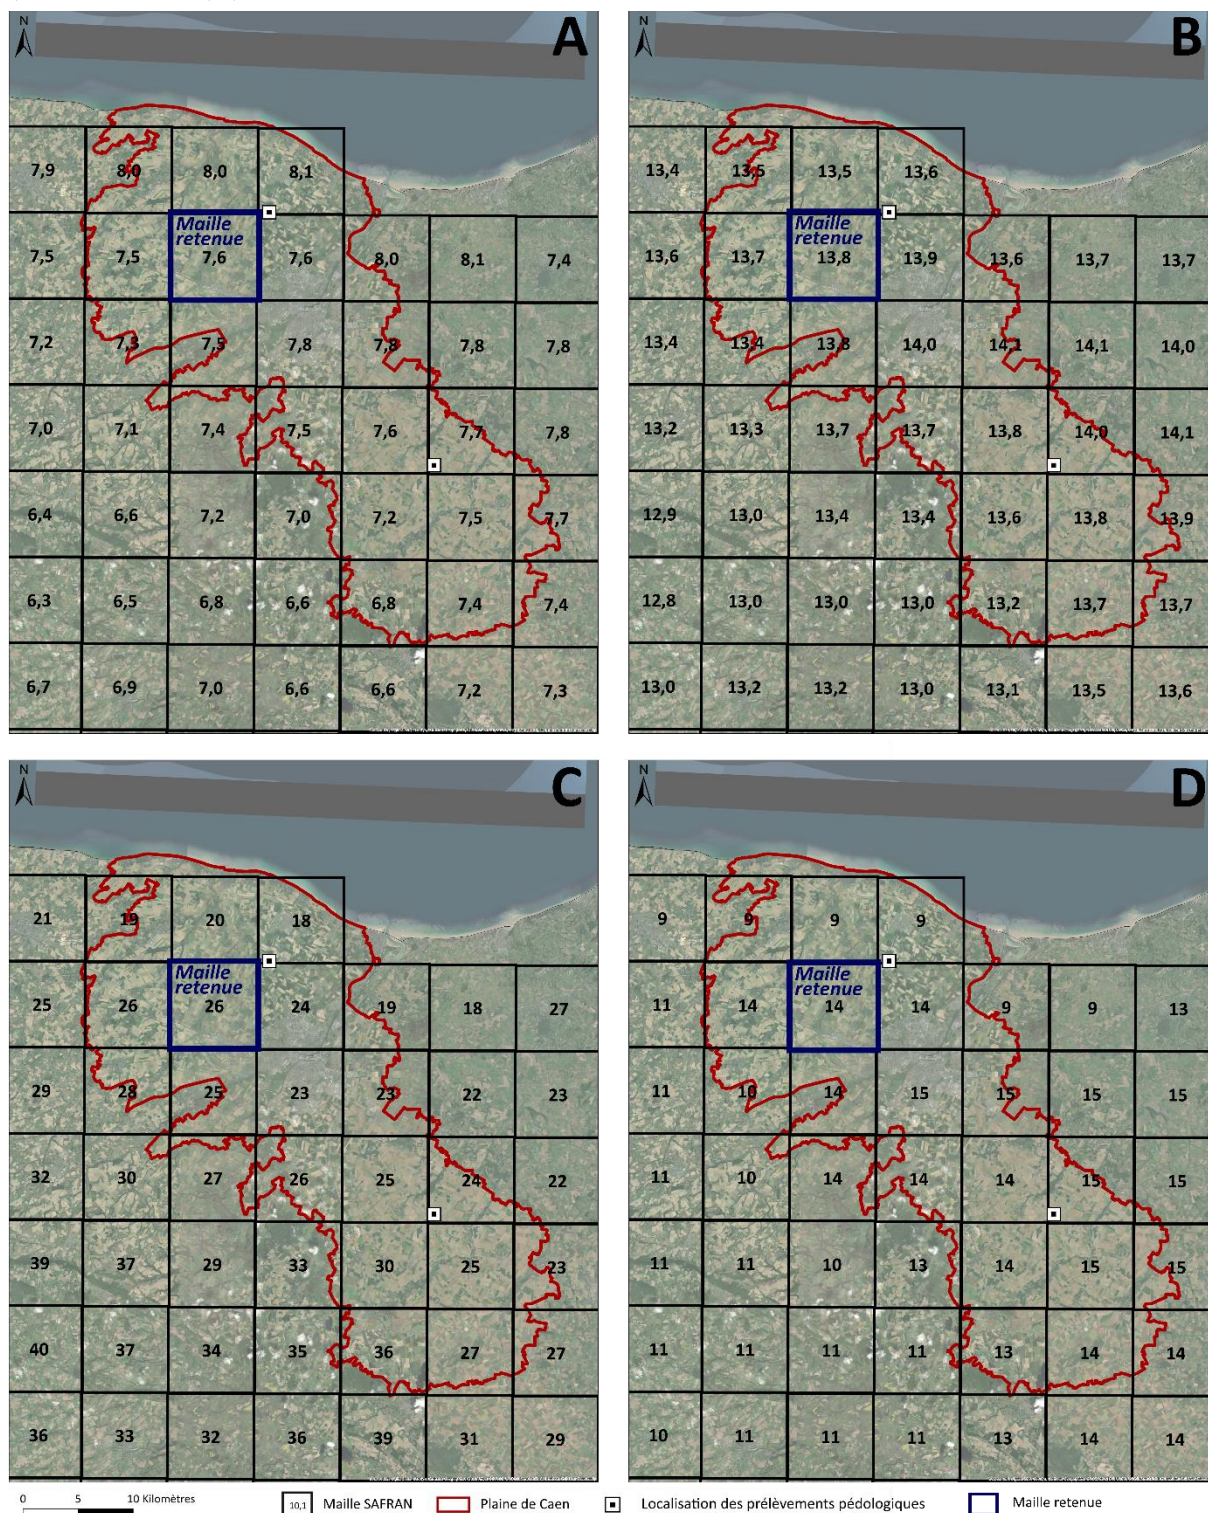 N
A
7,9 8,0 8,0 8,1
Maille
retenue
7,5 7,5 7,6 7,6 8,0 8,1 7,4
7,2 7,3 7,5 7,8 7,8 7,8 7,8
7,0 7,1 7,4 7,5 7,6 7,7 7,8
6,4 6,6 7,2 7,0 7,2 7,5 7,7
6,3 6,5 6,8 6,6 6,8 7,4 7,4
6,7 6,9 7,0 6,6 6,6 7,2 7,3
N
B
13,4 13,5 13,5 13,6
Maille
retenue
13,6 13,7 13,8 13,9 13,6 13,7 13,7
13,4 13,4 13,8 14,0 14,1 14,1 14,0
13,2 13,3 13,7 13,7 13,8 14,0 14,1
12,9 13,0 13,4 13,4 13,6 13,8 13,9
12,8 13,0 13,0 13,0 13,2 13,7 13,7
13,0 13,2 13,2 13,0 13,1 13,5 13,6
N
C
21 19 20 18
Maille
retenue
25 26 26 24 19 18 27
29 28 25 23 23 22 23
32 30 27 26 25 24 22
39 37 29 33 30 25 23
40 37 34 35 36 27 27
36 33 32 36 39 31 29
N
D
9 9 9 9
Maille
retenue
11 14 14 14 9 9 13
11 10 14 15 15 15 15
11 10 14 14 14 15 15
11 11 10 13 14 15 15
11 11 11 11 13 14 14
10 11 11 11 13 14 14
0 5 10 Kilomètres
10,1 Maille SAFRAN
Plaine de Caen
Localisation des prélèvements pédologiques
Maille retenue